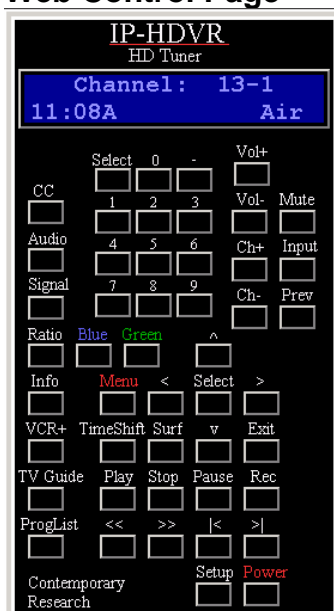 Web Control Page
IP-HDVR
HD Tuner
Channel: 13-1
11:08A Air
Select 0 - Vol+
CC 1 2 3 Vol- Mute
Audio 4 5 6 Ch+ Input
Signal 7 8 9 Ch- Prev
Ratio Blue Green ^
Info Menu < Select >
VCR+ TimeShift Surf v Exit
TV Guide Play Stop Pause Rec
ProgList << >> |< >|
Setup Power
Contemporary
Research